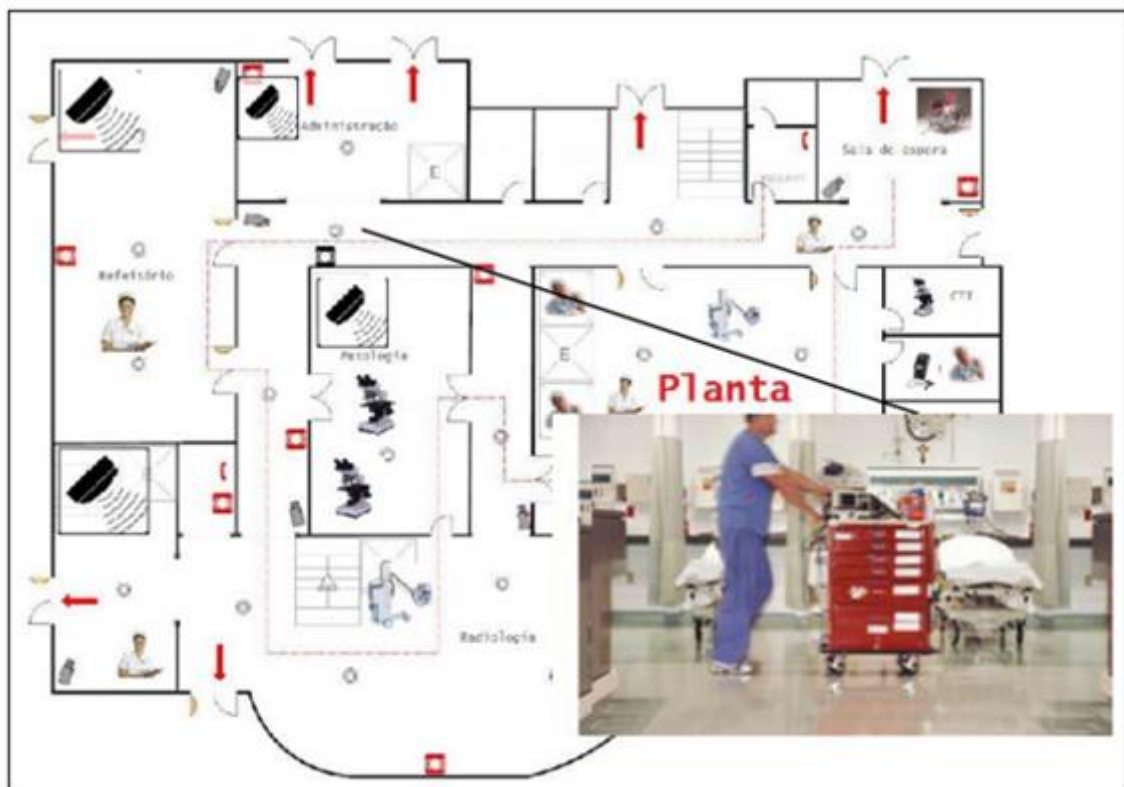 Administração
E
Sala de espera
Refeitório
Patologia
E
CTI
Planta
Radiologia